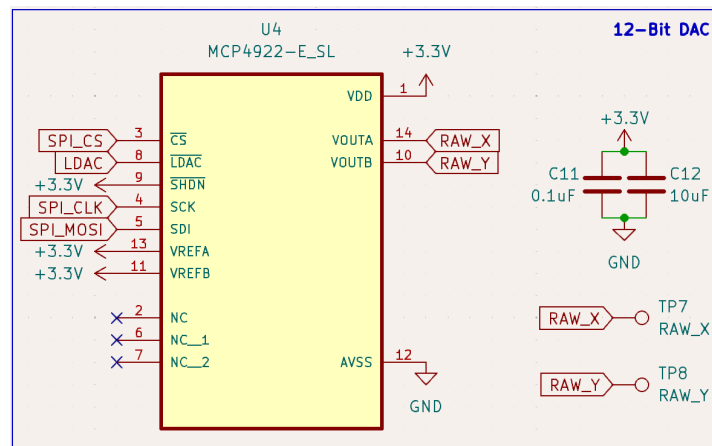 12-Bit DAC
U4
MCP4922-E_SL
+3.3V
VDD 1
SPI_CS 3 CS VOUTA 14 RAW_X
LDAC 8 LDAC VOUTB 10 RAW_Y
+3.3V 9 SHDN
SPI_CLK 4 SCK
SPI_MOSI 5 SDI
+3.3V 13 VREFA
+3.3V 11 VREFB
2 NC
6 NC__1
7 NC__2
AVSS 12
GND
+3.3V
C11 C12
0.1uF 10uF
GND
RAW_X TP7
RAW_X
RAW_Y TP8
RAW_Y